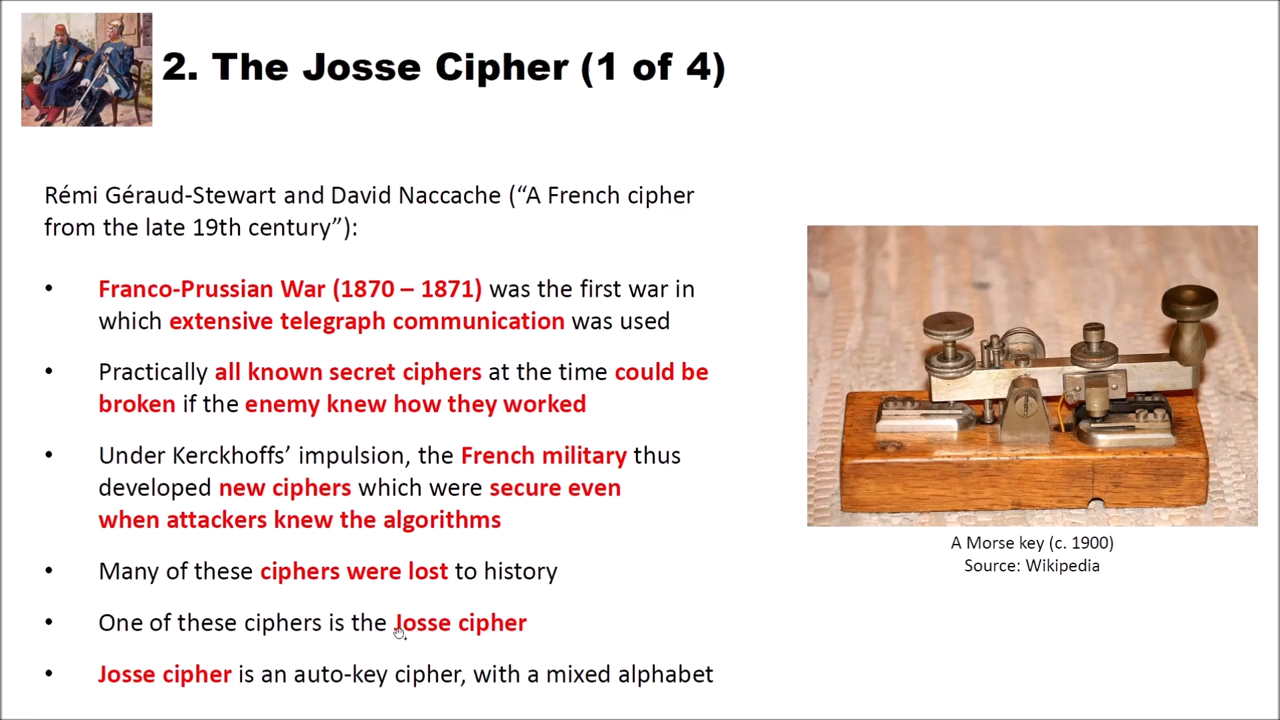 2. The Josse Cipher (1 of 4)
Rémi Géraud-Stewart and David Naccache (“A French cipher
from the late 19th century”):
• Franco-Prussian War (1870 – 1871) was the first war in
which extensive telegraph communication was used
• Practically all known secret ciphers at the time could be
broken if the enemy knew how they worked
• Under Kerckhoffs’ impulsion, the French military thus
developed new ciphers which were secure even
when attackers knew the algorithms
• Many of these ciphers were lost to history
• One of these ciphers is the Josse cipher
• Josse cipher is an auto-key cipher, with a mixed alphabet
A Morse key (c. 1900)
Source: Wikipedia